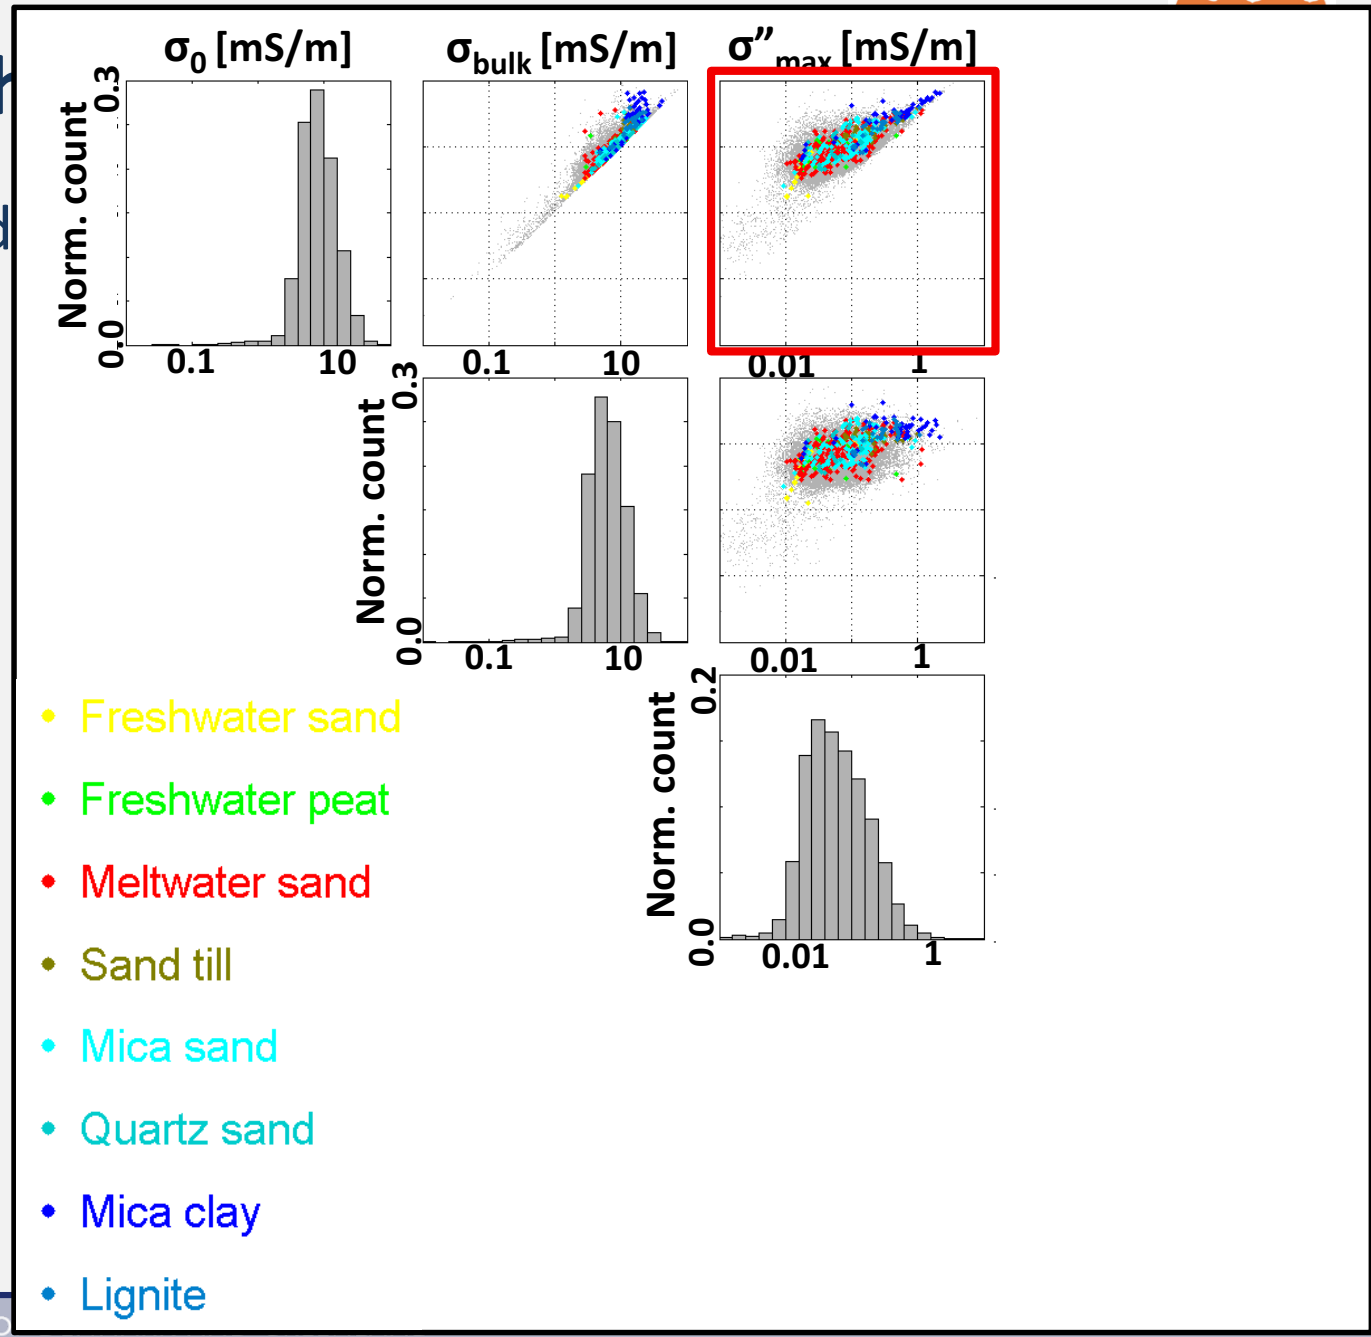 σ₀ [mS/m] σ_bulk [mS/m] σ”_max [mS/m]
Norm. count
0.3
0.0
0.1 10
0.1 10
0.01 1
Norm. count
0.3
0.0
0.1 10
0.01 1
Norm. count
0.2
0.0
0.01 1
• Freshwater sand
• Freshwater peat
• Meltwater sand
• Sand till
• Mica sand
• Quartz sand
• Mica clay
• Lignite